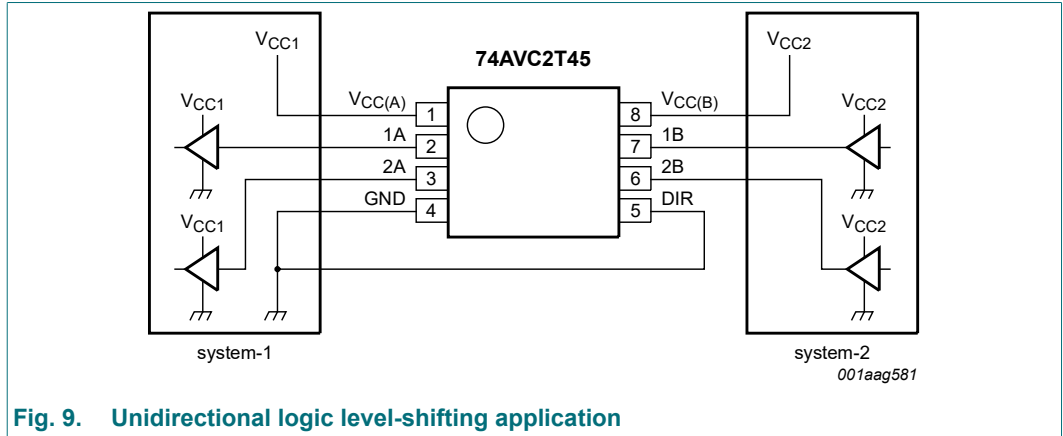 VCC1
VCC2
74AVC2T45
VCC1
VCC(A)
1
8
VCC(B)
VCC2
1A
2
7
1B
2A
3
6
2B
GND
4
5
DIR
VCC1
VCC2
system-1
system-2
001aag581
Fig. 9. Unidirectional logic level-shifting application